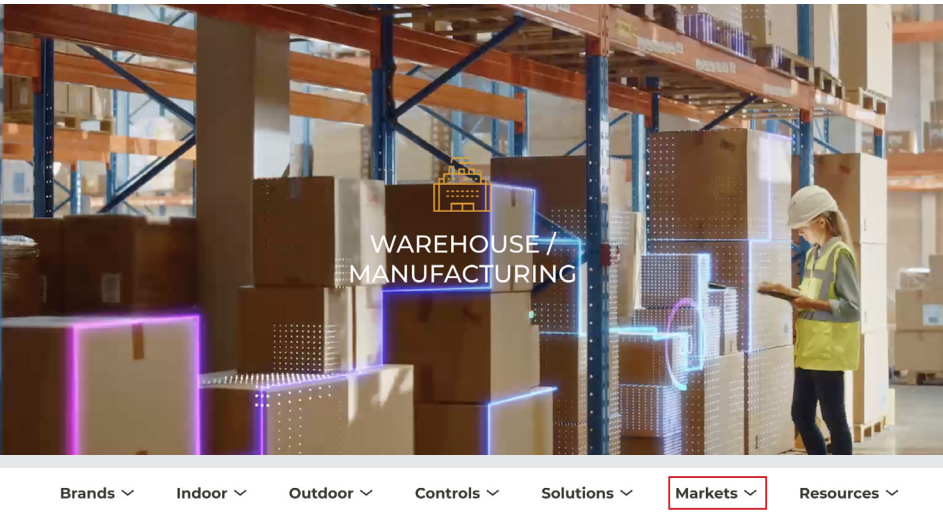 WAREHOUSE /
MANUFACTURING
Brands Indoor Outdoor Controls Solutions Markets Resources